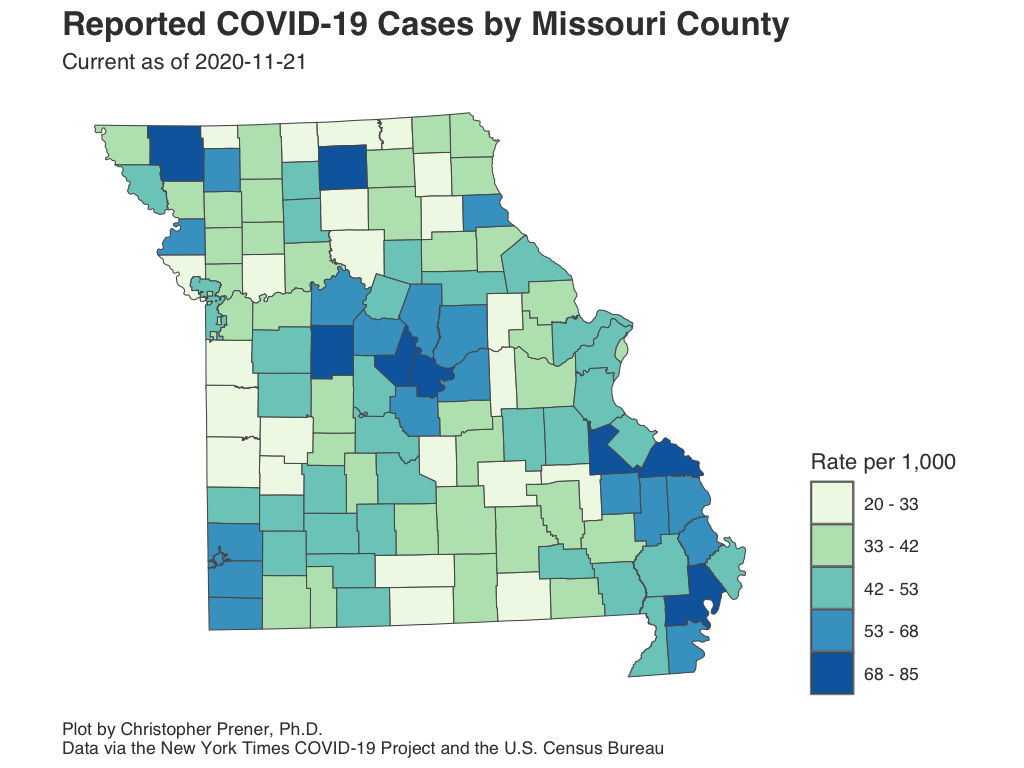 Reported COVID-19 Cases by Missouri County
Current as of 2020-11-21
Rate per 1,000
20 - 33
33 - 42
42 - 53
53 - 68
68 - 85
Plot by Christopher Prener, Ph.D.
Data via the New York Times COVID-19 Project and the U.S. Census Bureau